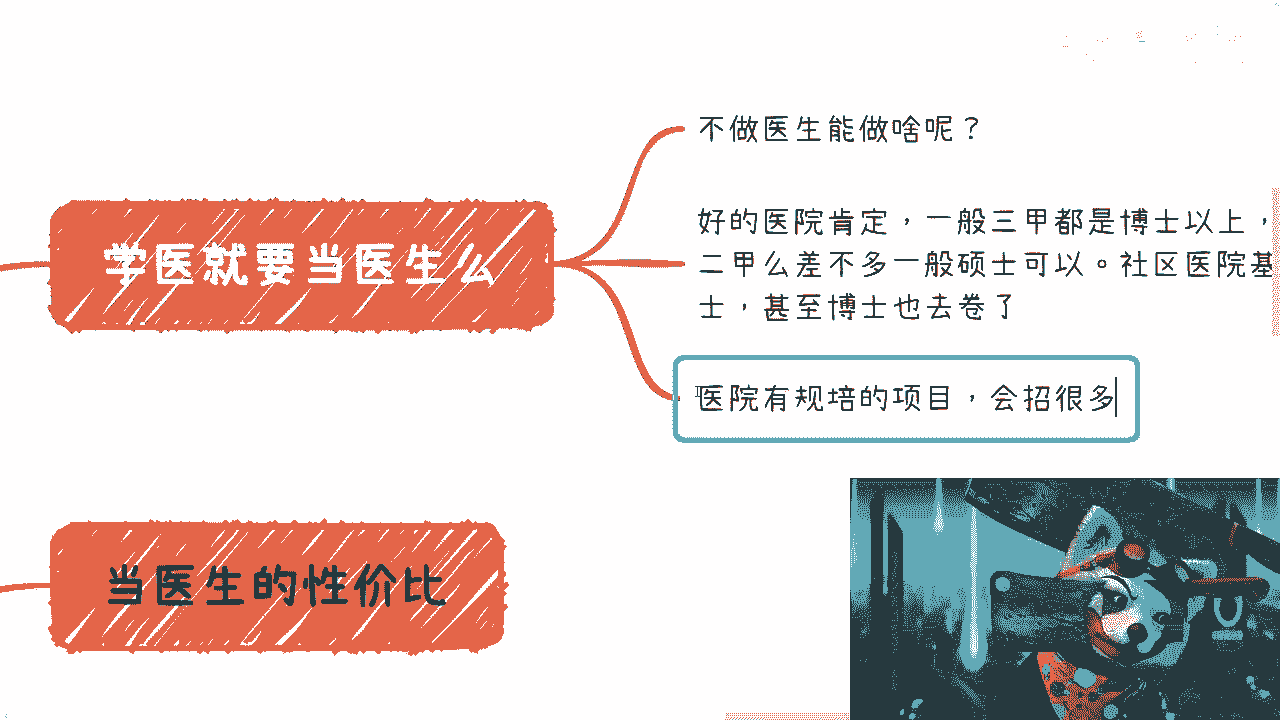 不做医生能做啥呢？
学医就要当医生么
好的医院肯定，一般三甲都是博士以上，
二甲么差不多一般硕士可以。社区医院基
士，甚至博士也去卷了
医院有规培的项目，会招很多
当医生的性价比